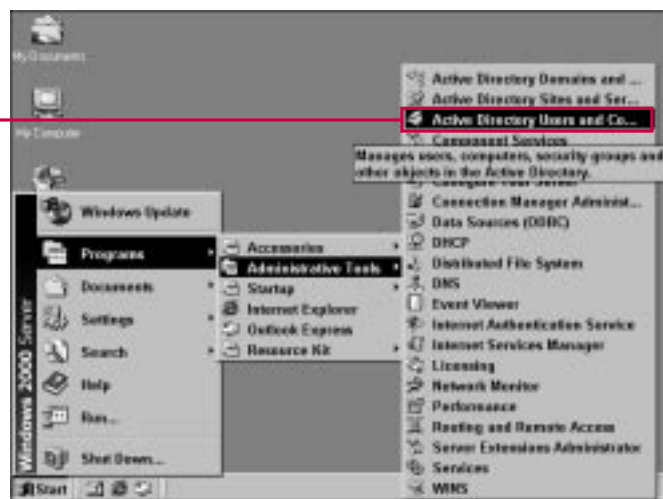 My Documents
My Computer
Windows Update
Programs
Documents
Settings
Search
Help
Run...
Shut Down...
Windows 2000 Server
Start
Accessories
Administrative Tools
Startup
Internet Explorer
Outlook Express
Resource Kit
Active Directory Domains and ...
Active Directory Sites and Ser...
Active Directory Users and Co...
Component Services
Manages users, computers, security groups and
other objects in the Active Directory.
Configure Your Server
Connection Manager Administ...
Data Sources (ODBC)
DHCP
Distributed File System
DNS
Event Viewer
Internet Authentication Service
Internet Services Manager
Licensing
Network Monitor
Performance
Routing and Remote Access
Server Extensions Administrator
Services
WINS